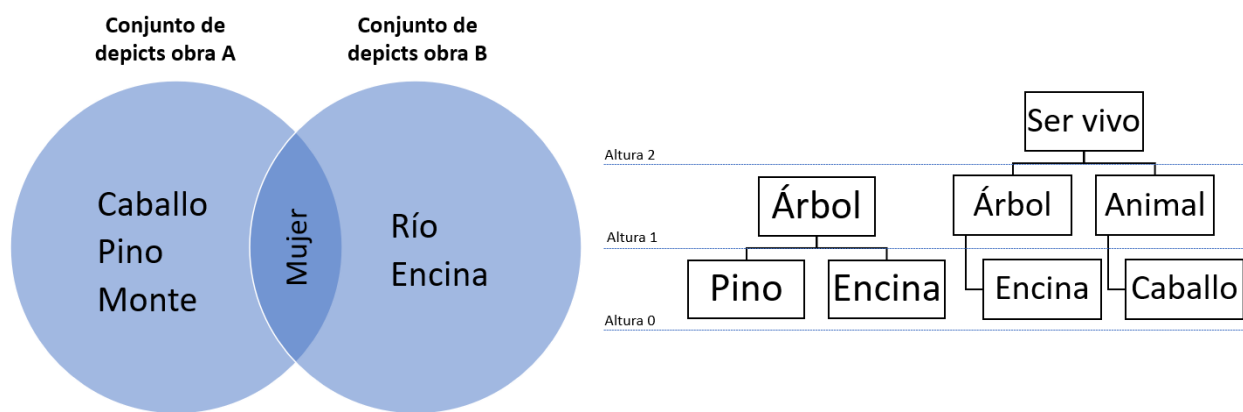 Conjunto de
depicts obra A
Conjunto de
depicts obra B
Caballo
Pino
Monte
Mujer
Río
Encina
Ser vivo
Altura 2
Árbol
Árbol
Animal
Altura 1
Pino
Encina
Encina
Caballo
Altura 0